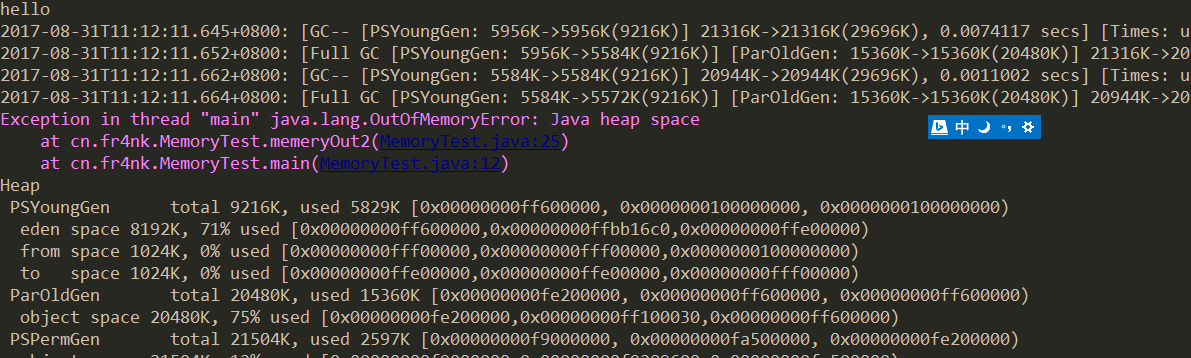 hello
2017-08-31T11:12:11.645+0800: [GC-- [PSYoungGen: 5956K->5956K(9216K)] 21316K->21316K(29696K), 0.0074117 secs] [Times: u
2017-08-31T11:12:11.652+0800: [Full GC [PSYoungGen: 5956K->5584K(9216K)] [ParOldGen: 15360K->15360K(20480K)] 21316K->20
2017-08-31T11:12:11.662+0800: [GC-- [PSYoungGen: 5584K->5584K(9216K)] 20944K->20944K(29696K), 0.0011002 secs] [Times: u
2017-08-31T11:12:11.664+0800: [Full GC [PSYoungGen: 5584K->5572K(9216K)] [ParOldGen: 15360K->15360K(20480K)] 20944K->20
Exception in thread "main" java.lang.OutOfMemoryError: Java heap space
中
at cn.fr4nk.MemoryTest.memeryOut2(MemoryTest.java:25)
at cn.fr4nk.MemoryTest.main(MemoryTest.java:12)
Heap
PSYoungGen total 9216K, used 5829K [0x00000000ff600000, 0x0000000100000000, 0x0000000100000000)
eden space 8192K, 71% used [0x00000000ff600000,0x00000000ffbb16c0,0x00000000ffe00000)
from space 1024K, 0% used [0x00000000fff00000,0x00000000fff00000,0x0000000100000000)
to space 1024K, 0% used [0x00000000ffe00000,0x00000000ffe00000,0x00000000fff00000)
ParOldGen total 20480K, used 15360K [0x00000000fe200000, 0x00000000ff600000, 0x00000000ff600000)
object space 20480K, 75% used [0x00000000fe200000,0x00000000ff100030,0x00000000ff600000)
PSPermGen total 21504K, used 2597K [0x00000000f9000000, 0x00000000fa500000, 0x00000000fe200000)